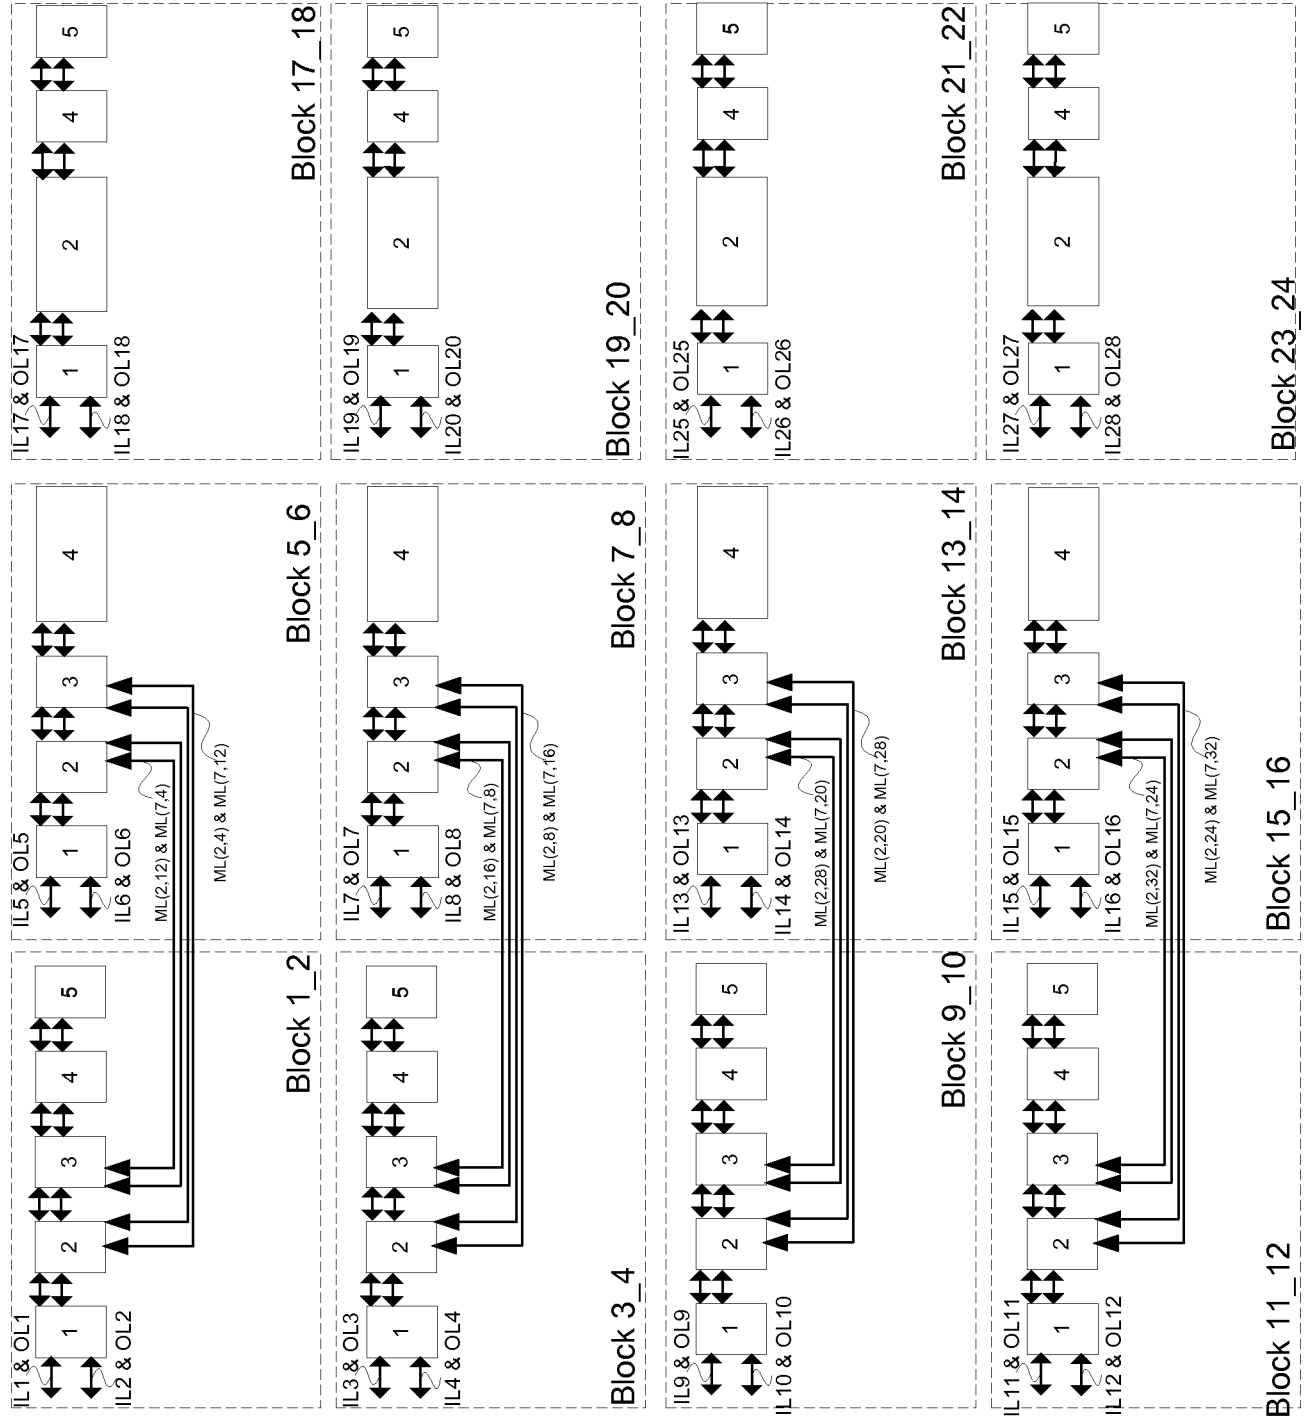 IL1 & OL1
IL2 & OL2
1
2
3
4
5
Block 1_2
IL5 & OL5
IL6 & OL6
1
2
3
4
ML(2,12) & ML(7,4)
ML(2,4) & ML(7,12)
Block 5_6
IL17 & OL17
IL18 & OL18
1
2
4
5
Block 17_18
IL3 & OL3
IL4 & OL4
1
2
3
4
5
Block 3_4
IL7 & OL7
IL8 & OL8
1
2
3
4
ML(2,16) & ML(7,8)
ML(2,8) & ML(7,16)
Block 7_8
IL19 & OL19
IL20 & OL20
1
2
4
5
Block 19_20
IL9 & OL9
IL10 & OL10
1
2
3
4
5
Block 9_10
IL13 & OL13
IL14 & OL14
1
2
3
4
ML(2,28) & ML(7,20)
ML(2,20) & ML(7,28)
Block 13_14
IL25 & OL25
IL26 & OL26
1
2
4
5
Block 21_22
IL11 & OL11
IL12 & OL12
1
2
3
4
5
Block 11_12
IL15 & OL15
IL16 & OL16
1
2
3
4
ML(2,32) & ML(7,24)
ML(2,24) & ML(7,32)
Block 15_16
IL27 & OL27
IL28 & OL28
1
2
4
5
Block 23_24